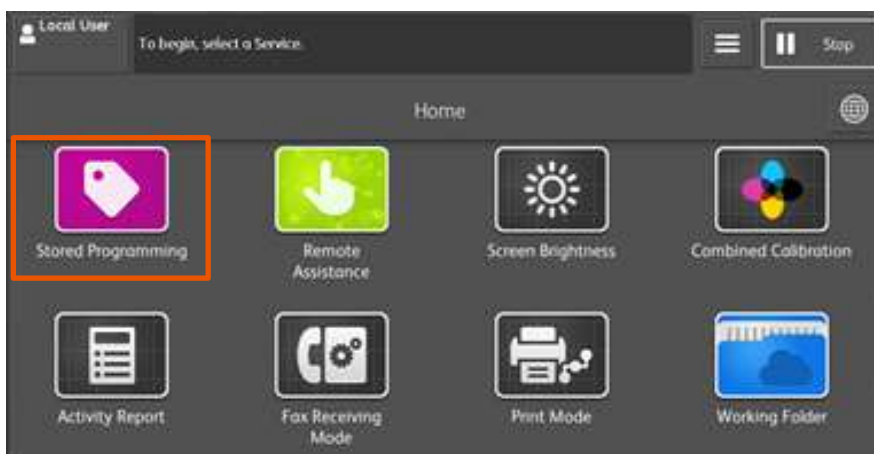 Local User
To begin, select a Service.
Stop
Home
Stored Programming
Remote
Assistance
Screen Brightness
Combined Calibration
Activity Report
Fax Receiving
Mode
Print Mode
Working Folder